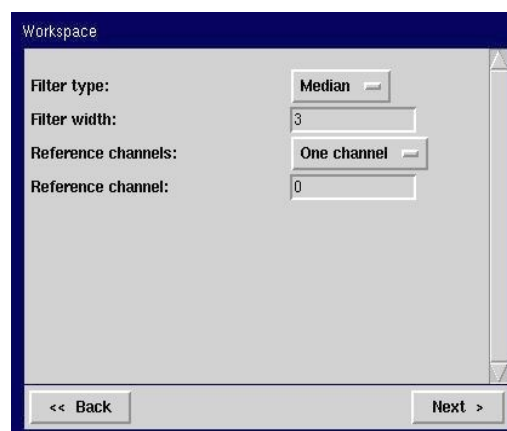 Workspace
Filter type: Median
Filter width: 3
Reference channels: One channel
Reference channel: 0
<< Back Next >